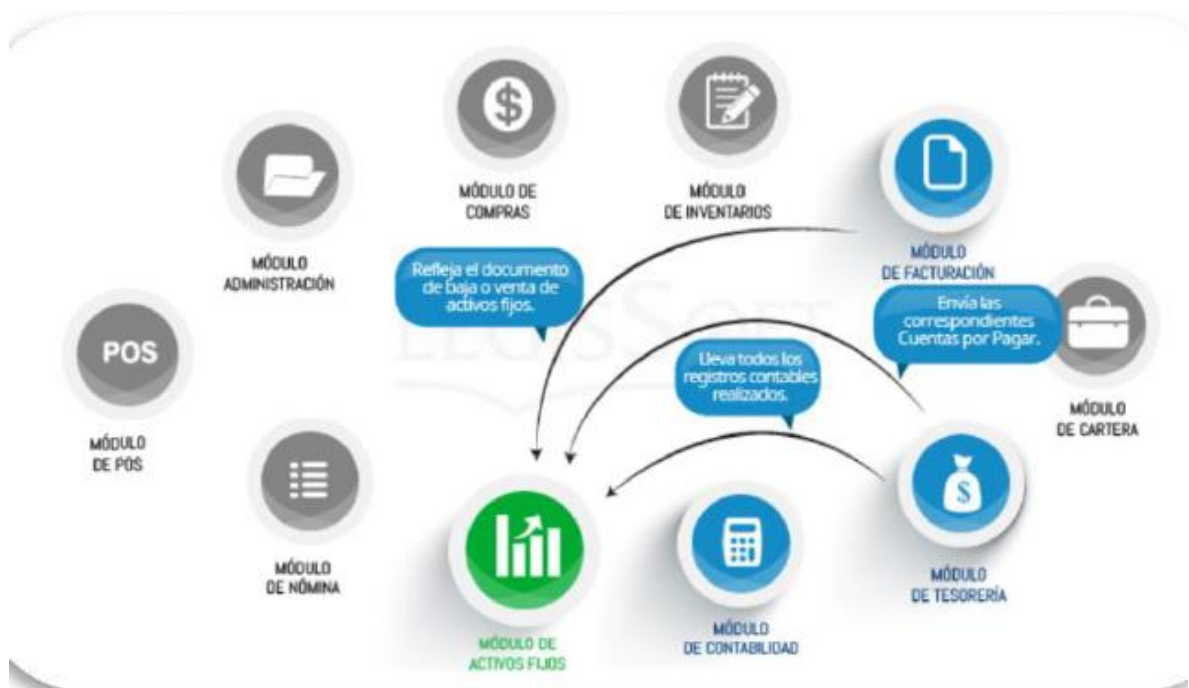 MÓDULO DE
COMPRAS
MÓDULO
DE INVENTARIOS
MÓDULO
ADMINISTRACIÓN
MÓDULO
DE FACTURACIÓN
Refleja el documento
de baja o venta de
activos fijos.
Envía las
correspondientes
Cuentas por Pagar.
POS
MÓDULO
DE POS
Lleva todos los
registros contables
realizados.
MÓDULO
DE CARTERA
MÓDULO
DE NÓMINA
MÓDULO
DE TESORERÍA
MÓDULO
DE CONTABILIDAD
MÓDULO DE
ACTIVOS FIJOS